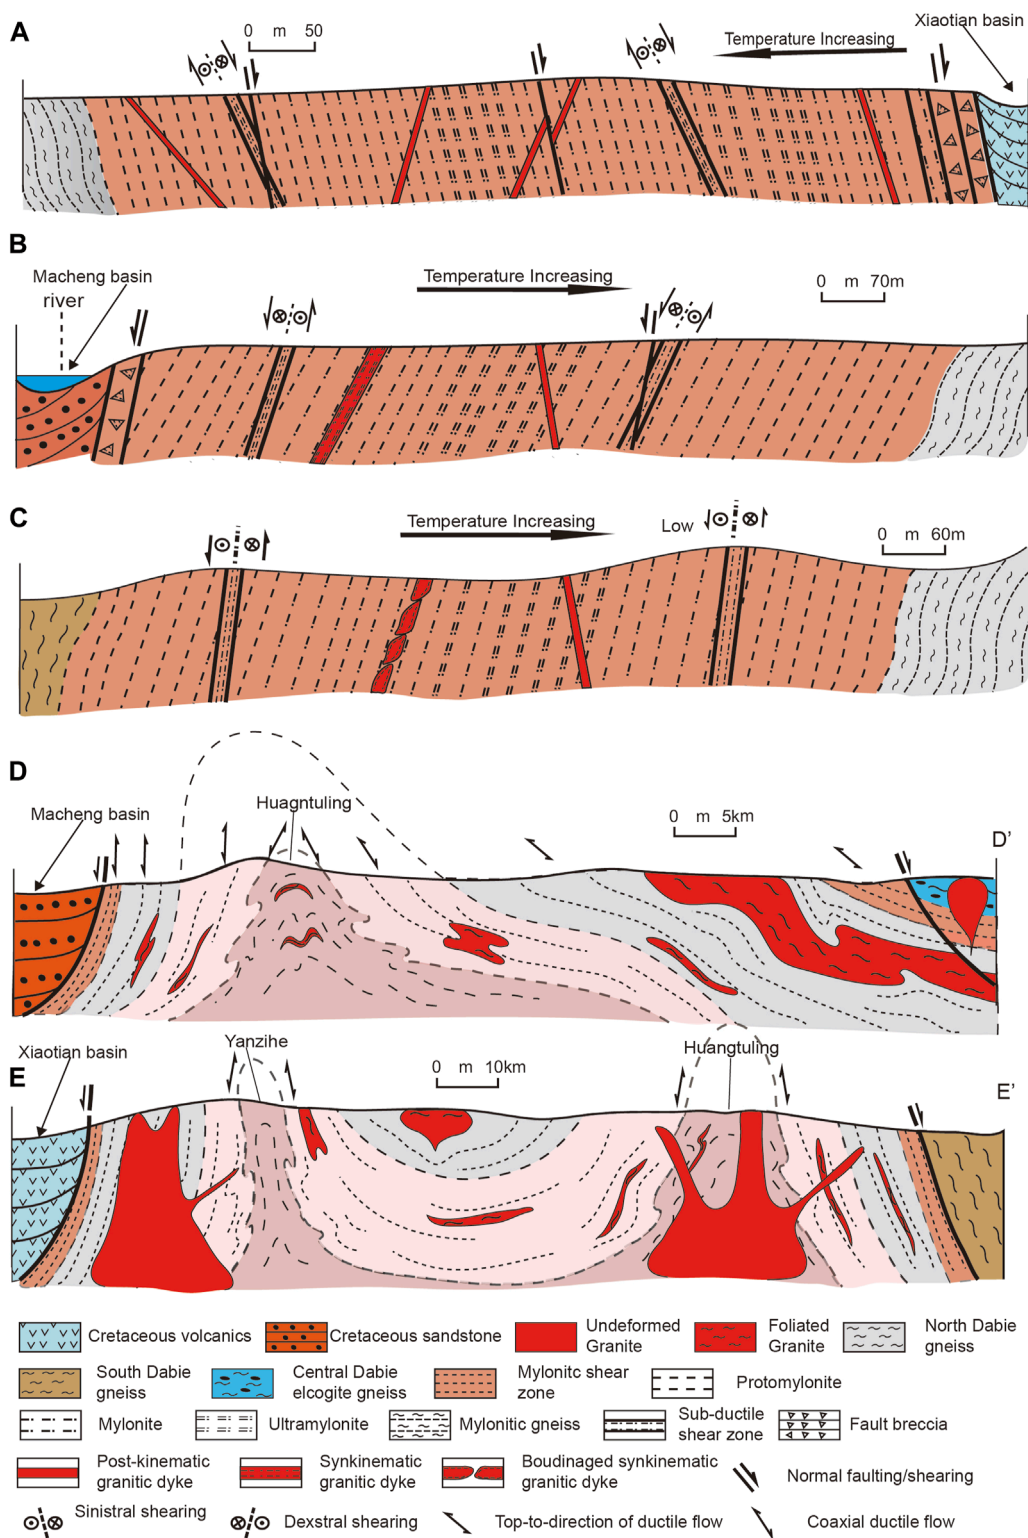 A
0 m 50
Xiaotian basin
Temperature Increasing
B
Macheng basin
river
Temperature Increasing
0 m 70m
C
Temperature Increasing
Low
0 m 60m
D
Macheng basin
Huagntuling
0 m 5km
D’
Xiaotian basin
Yanzihe
Huangtuling
E
0 m 10km
E’
Cretaceous volcanics
Cretaceous sandstone
Undeformed
Granite
Foliated
Granite
North Dabie
gneiss
South Dabie
gneiss
Central Dabie
elcogite gneiss
Mylonitic shear
zone
Protomylonite
Mylonite
Ultramylonite
Mylonitic gneiss
Sub-ductile
shear zone
Fault breccia
Post-kinematic
granitic dyke
Synkinematic
granitic dyke
Boudinaged synkinematic
granitic dyke
Normal faulting/shearing
Sinistral shearing
Dextral shearing
Top-to-direction of ductile flow
Coaxial ductile flow